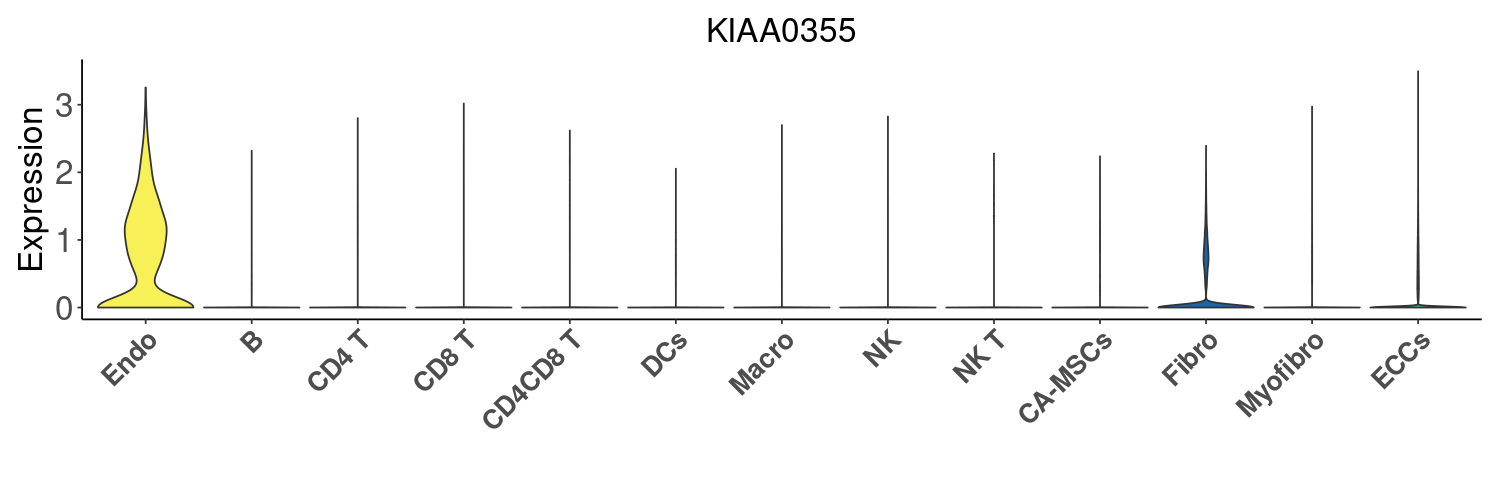 KIAA0355
Expression
3
2
1
0
Endo
B
CD4 T
CD8 T
CD4CD8 T
DCs
Macro
NK
NK T
CA-MSCs
Fibro
Myofibro
ECCs